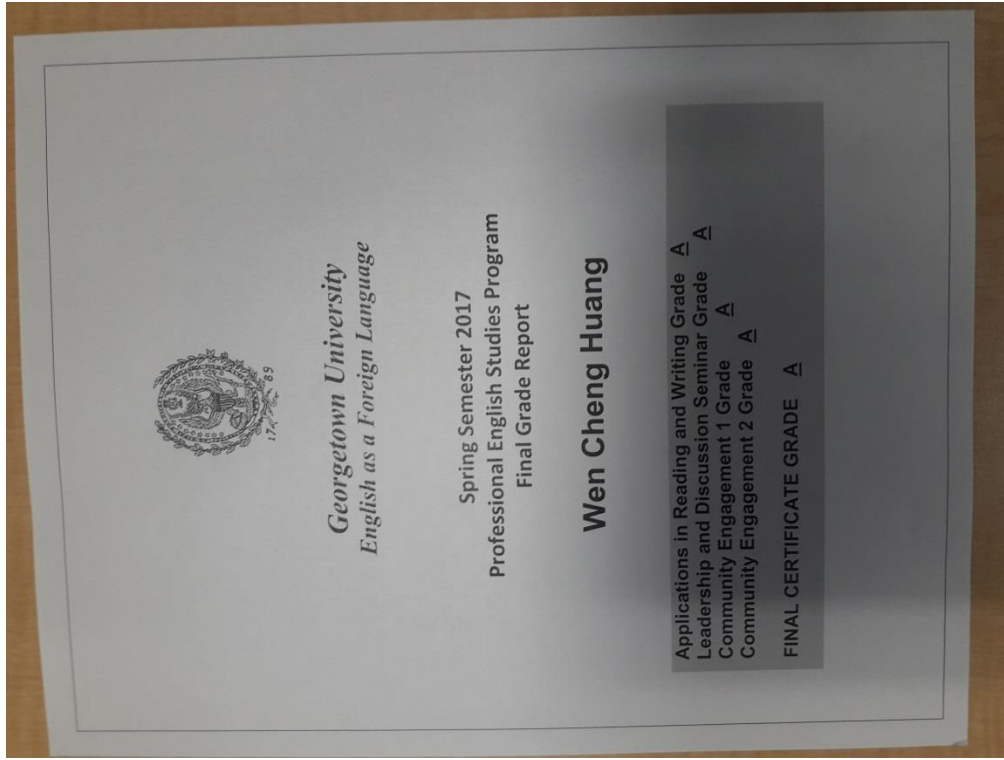 17 89
Georgetown University
English as a Foreign Language
Spring Semester 2017
Professional English Studies Program
Final Grade Report
Wen Cheng Huang
Applications in Reading and Writing Grade A
Leadership and Discussion Seminar Grade A
Community Engagement 1 Grade A
Community Engagement 2 Grade A
FINAL CERTIFICATE GRADE A